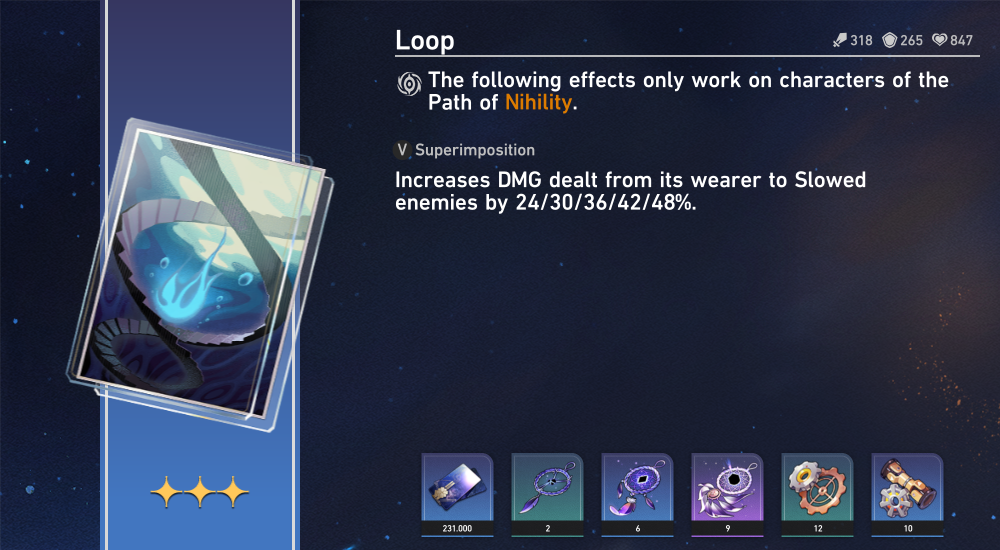 Loop
318 265 847
The following effects only work on characters of the
Path of Nihility.
V Superimposition
Increases DMG dealt from its wearer to Slowed
enemies by 24/30/36/42/48%.
231.000 2 6 9 12 10